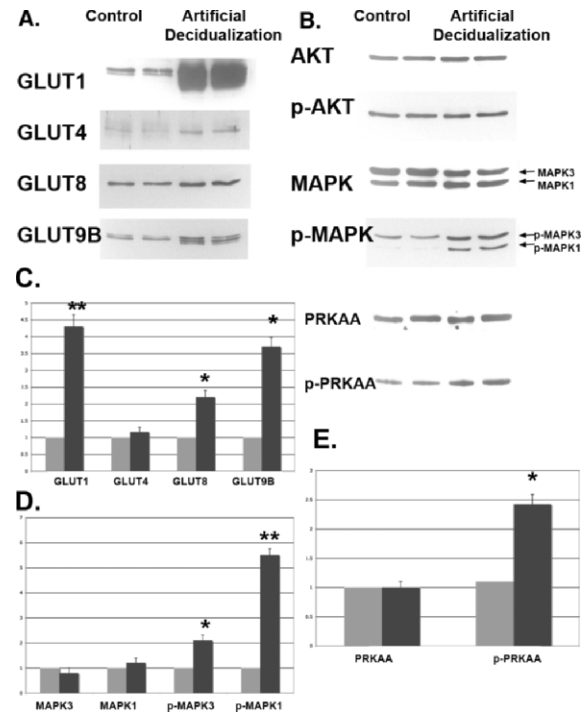 A.
Control
Artificial
Decidualization
GLUT1
GLUT4
GLUT8
GLUT9B
B.
Control
Artificial
Decidualization
AKT
p-AKT
MAPK
MAPK3
MAPK1
p-MAPK
p-MAPK3
p-MAPK1
PRKAA
p-PRKAA
C.
5
4.5
4
3.5
3
2.5
2
1.5
1
0.5
0
**
*
*
GLUT1 GLUT4 GLUT8 GLUT9B
D.
7
6
5
4
3
2
1
0
*
**
MAPK3 MAPK1 p-MAPK3 p-MAPK1
E.
3
2.5
2
1.5
1
0.5
0
*
PRKAA p-PRKAA